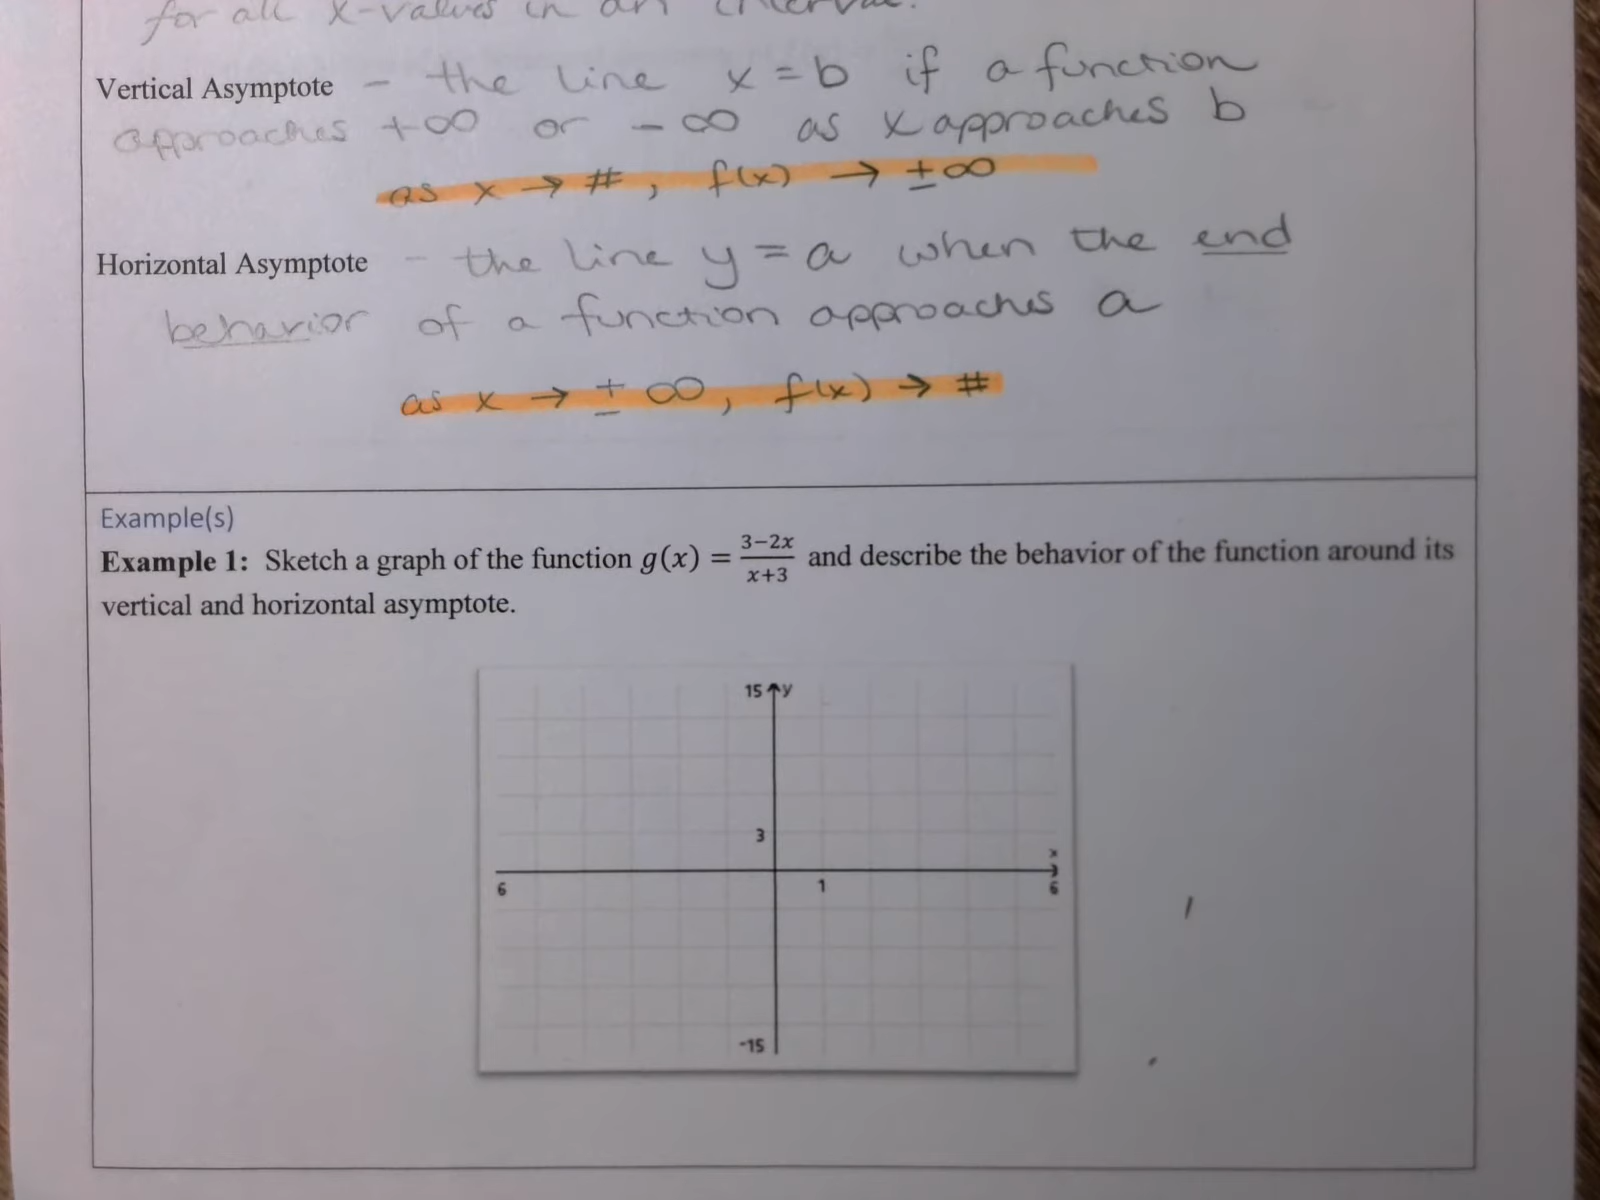 for all x-values in an interval.
Vertical Asymptote – the line x = b if a function
approaches +∞ or -∞ as x approaches b
as x → #, f(x) → ±∞
Horizontal Asymptote – the line y = a when the end
behavior of a function approaches a
as x → ±∞, f(x) → #
Example(s)
Example 1: Sketch a graph of the function g(x) = 3−2x/x+3 and describe the behavior of the function around its
vertical and horizontal asymptote.
15 y
3
x
6 1 6
-15